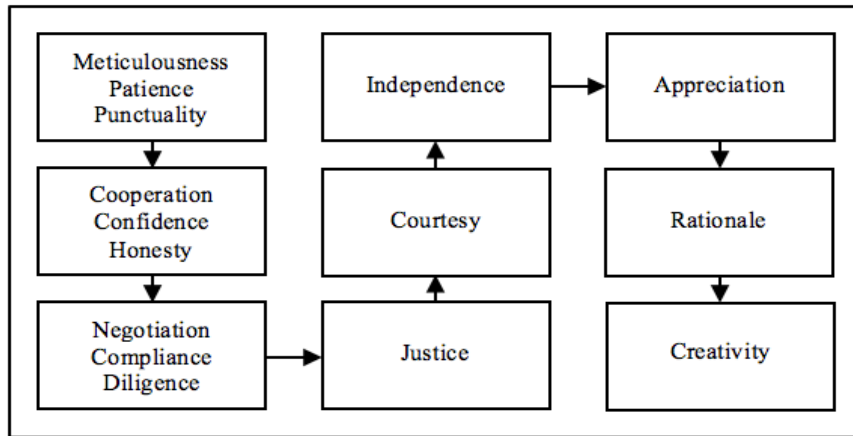 Meticulousness
Patience
Punctuality
Cooperation
Confidence
Honesty
Negotiation
Compliance
Diligence
Justice
Courtesy
Independence
Appreciation
Rationale
Creativity